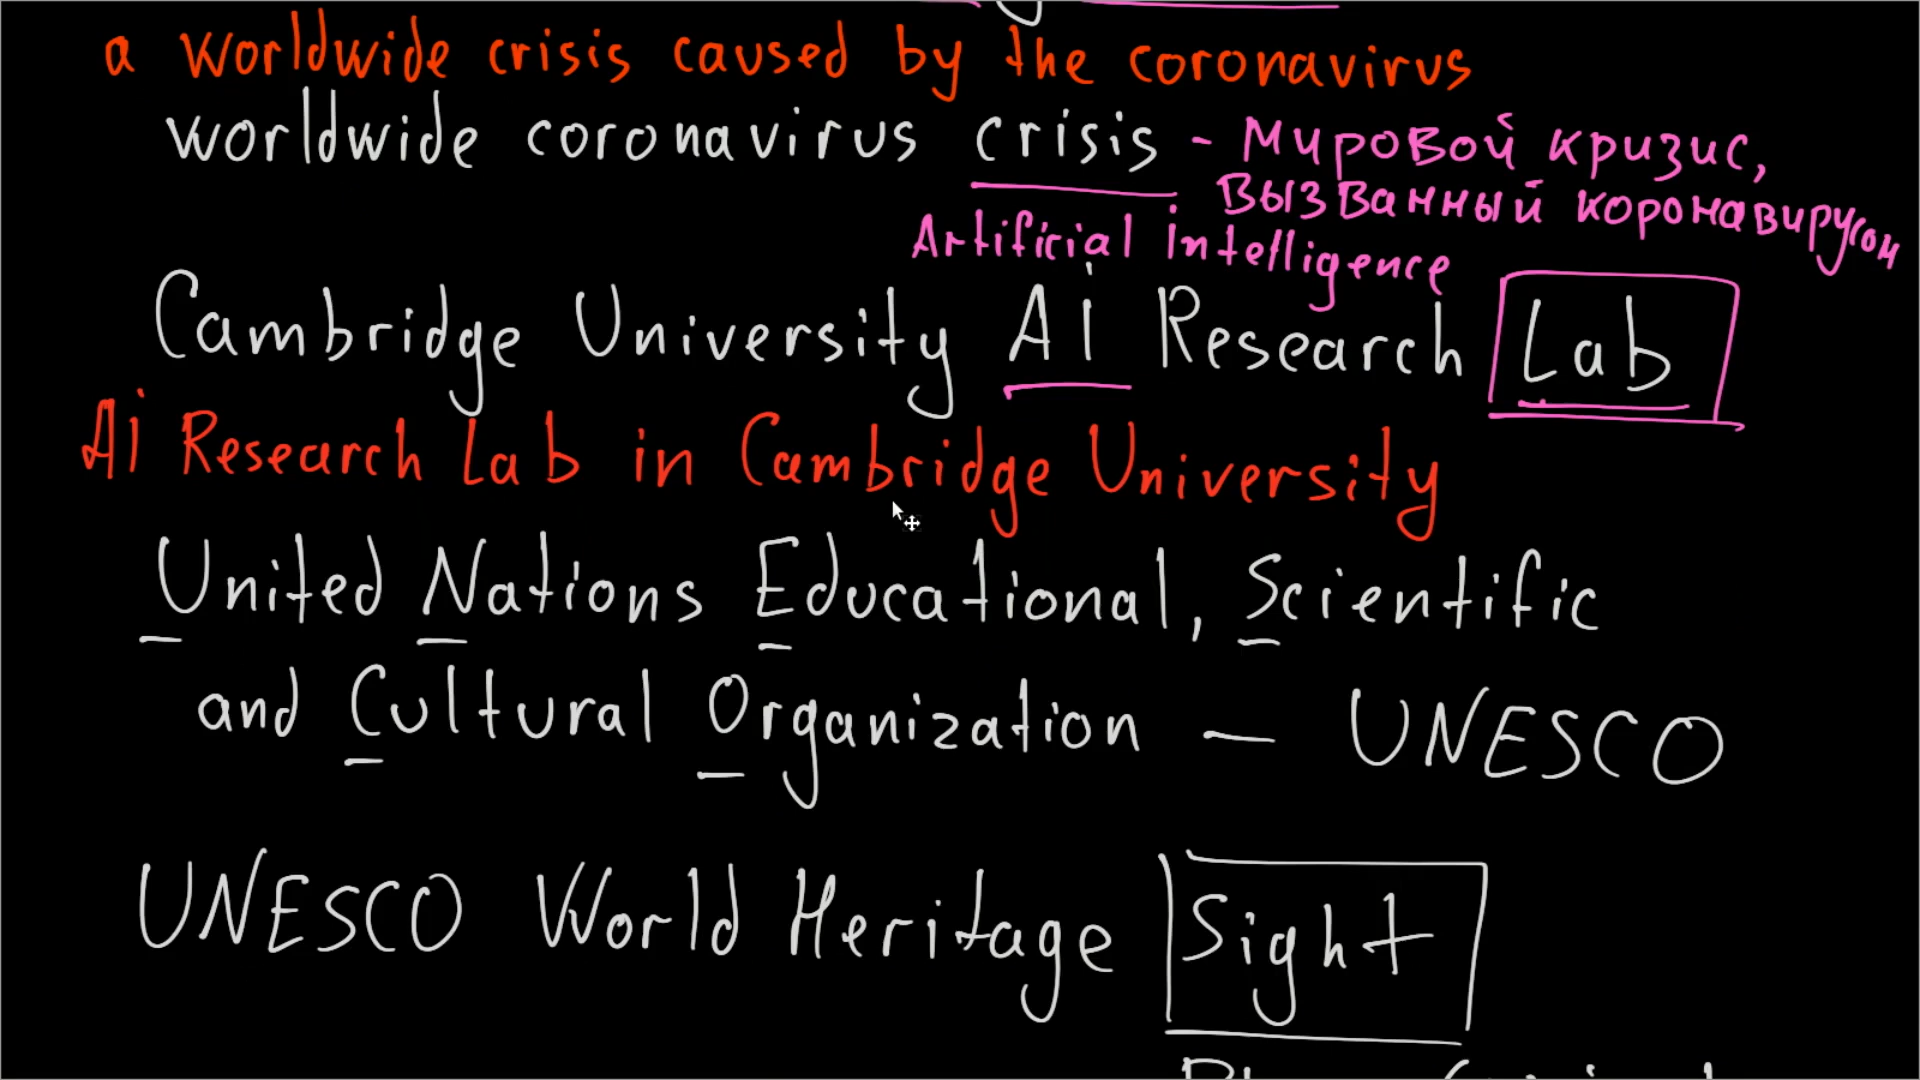 a worldwide crisis caused by the coronavirus
worldwide coronavirus crisis - Мировой кризис,
вызванный коронавирусом
Artificial intelligence
Cambridge University AI Research Lab
Ai Research Lab in Cambridge University
United Nations Educational, Scientific
and Cultural Organization — UNESCO
UNESCO World Heritage Sight